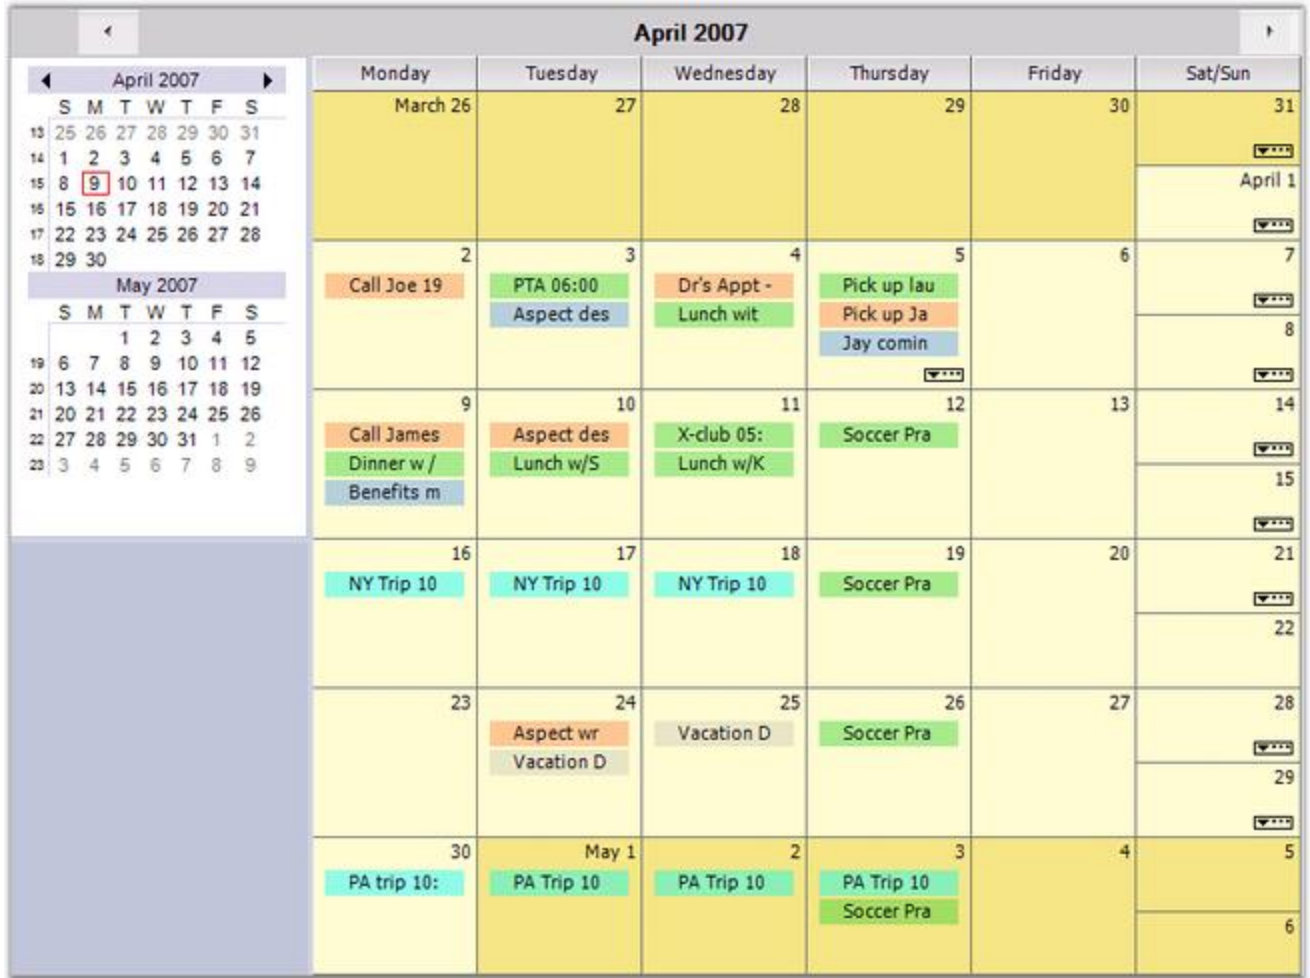 April 2007
April 2007
S M T W T F S
13 25 26 27 28 29 30 31
14 1 2 3 4 5 6 7
15 8 9 10 11 12 13 14
16 15 16 17 18 19 20 21
17 22 23 24 25 26 27 28
18 29 30
May 2007
S M T W T F S
1 2 3 4 5
19 6 7 8 9 10 11 12
20 13 14 15 16 17 18 19
21 20 21 22 23 24 25 26
22 27 28 29 30 31 1 2
23 3 4 5 6 7 8 9
Monday Tuesday Wednesday Thursday Friday Sat/Sun
March 26 27 28 29 30 31
April 1
2 3 4 5 6 7
Call Joe 19 PTA 06:00 Dr's Appt - Pick up lau
Aspect des Lunch wit Pick up Ja
8
Jay comin
9 10 11 12 13 14
Call James Aspect des X-club 05: Soccer Pra
Dinner w / Lunch w/S Lunch w/K
15
Benefits m
16 17 18 19 20 21
NY Trip 10 NY Trip 10 NY Trip 10 Soccer Pra
22
23 24 25 26 27 28
Aspect wr Vacation D Soccer Pra
Vacation D
29
30 May 1 2 3 4 5
PA trip 10: PA Trip 10 PA Trip 10 PA Trip 10
Soccer Pra
6